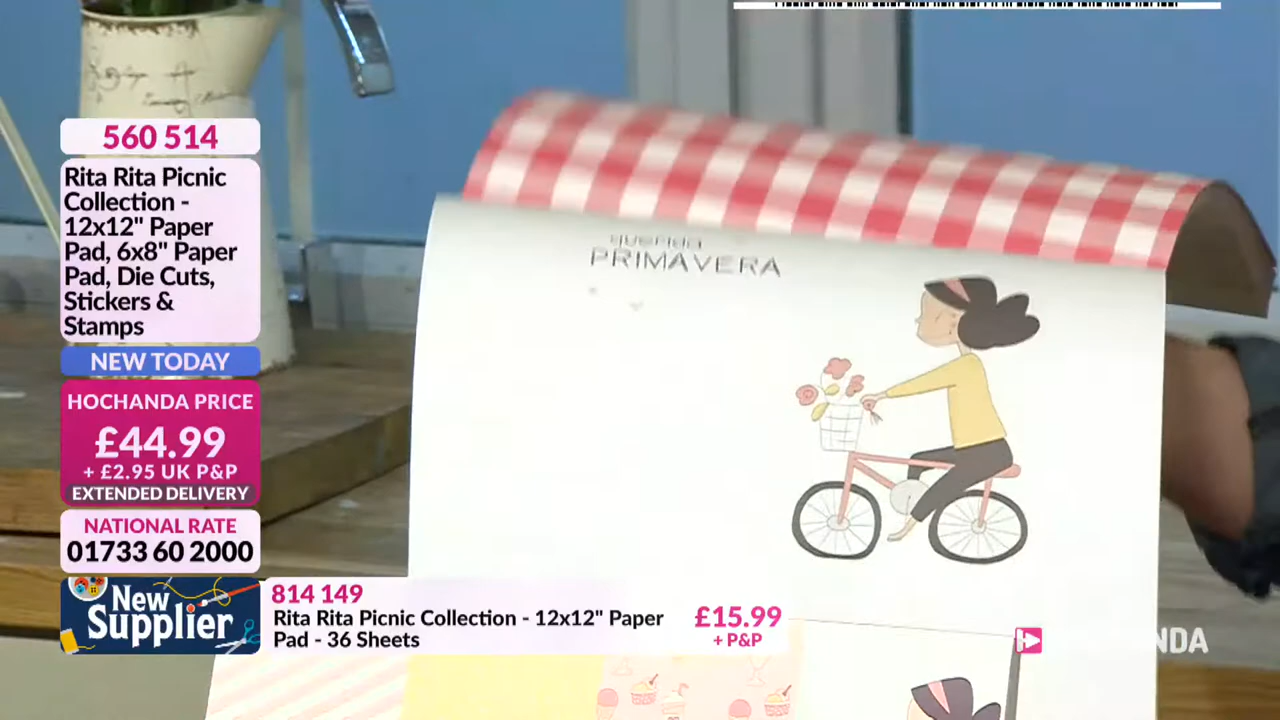 560 514
Rita Rita Picnic
Collection -
12x12" Paper
Pad, 6x8" Paper
Pad, Die Cuts,
Stickers &
Stamps
NEW TODAY
HOCHANDA PRICE
£44.99
+ £2.95 UK P&P
EXTENDED DELIVERY
NATIONAL RATE
01733 60 2000
New
Supplier
814 149
Rita Rita Picnic Collection - 12x12" Paper
Pad - 36 Sheets
£15.99
+ P&P
PRIMAVERA